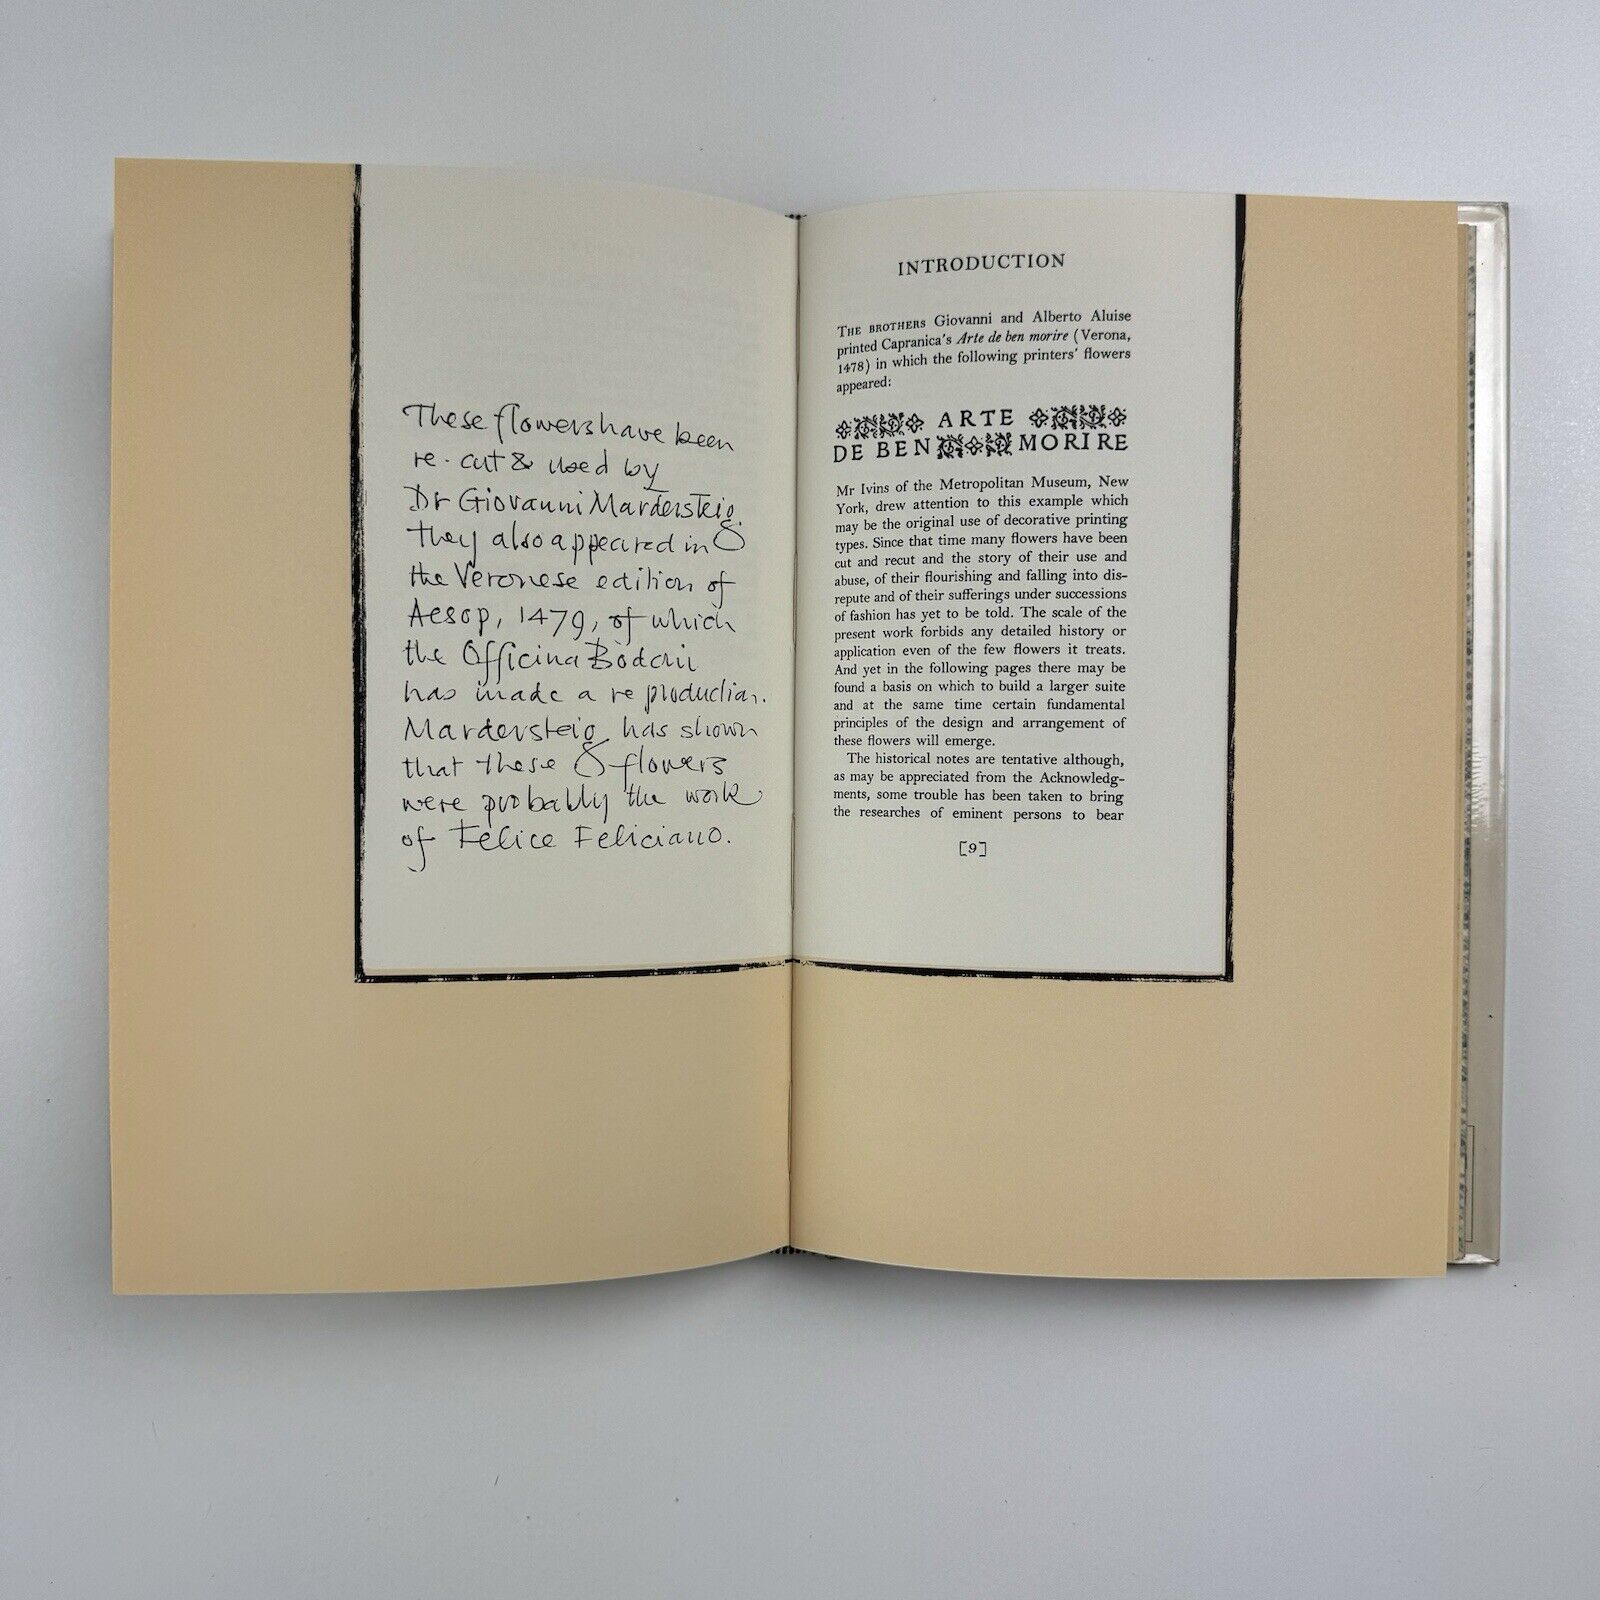 These flowers have been
re-cut & used by
Dr Giovanni Mardersteig.
They also appeared in
the Veronese edition of
Aesop, 1479, of which
the Officina Bodoni
has made a reproduction.
Mardersteig has shown
that these flowers
were probably the work
of Felice Feliciano.
INTRODUCTION
THE BROTHERS Giovanni and Alberto Aluise
printed Capranica's Arte de ben morire (Verona,
1478) in which the following printers' flowers
appeared:
ARTE
DE BEN MORIRE
Mr Ivins of the Metropolitan Museum, New
York, drew attention to this example which
may be the original use of decorative printing
types. Since that time many flowers have been
cut and recut and the story of their use and
abuse, of their flourishing and falling into dis-
repute and of their sufferings under successions
of fashion has yet to be told. The scale of the
present work forbids any detailed history or
application even of the few flowers it treats.
And yet in the following pages there may be
found a basis on which to build a larger suite
and at the same time certain fundamental
principles of the design and arrangement of
these flowers will emerge.
The historical notes are tentative although,
as may be appreciated from the Acknowledg-
ments, some trouble has been taken to bring
the researches of eminent persons to bear
[9]